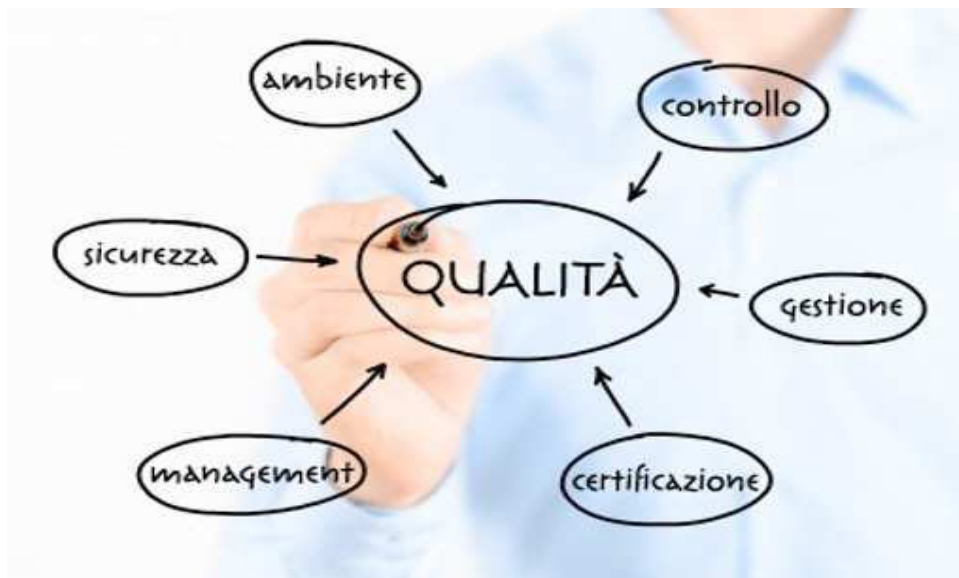 ambiente
controllo
sicurezza
QUALITÀ
gestione
management
certificazione